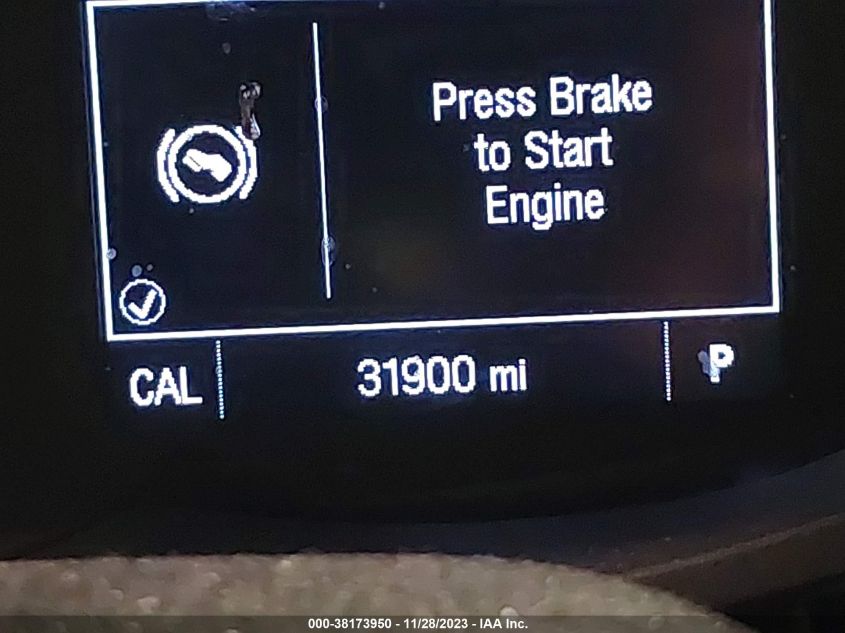 Press Brake
to Start
Engine
CAL 31900 mi P
000-38173950 - 11/28/2023 - IAA Inc.